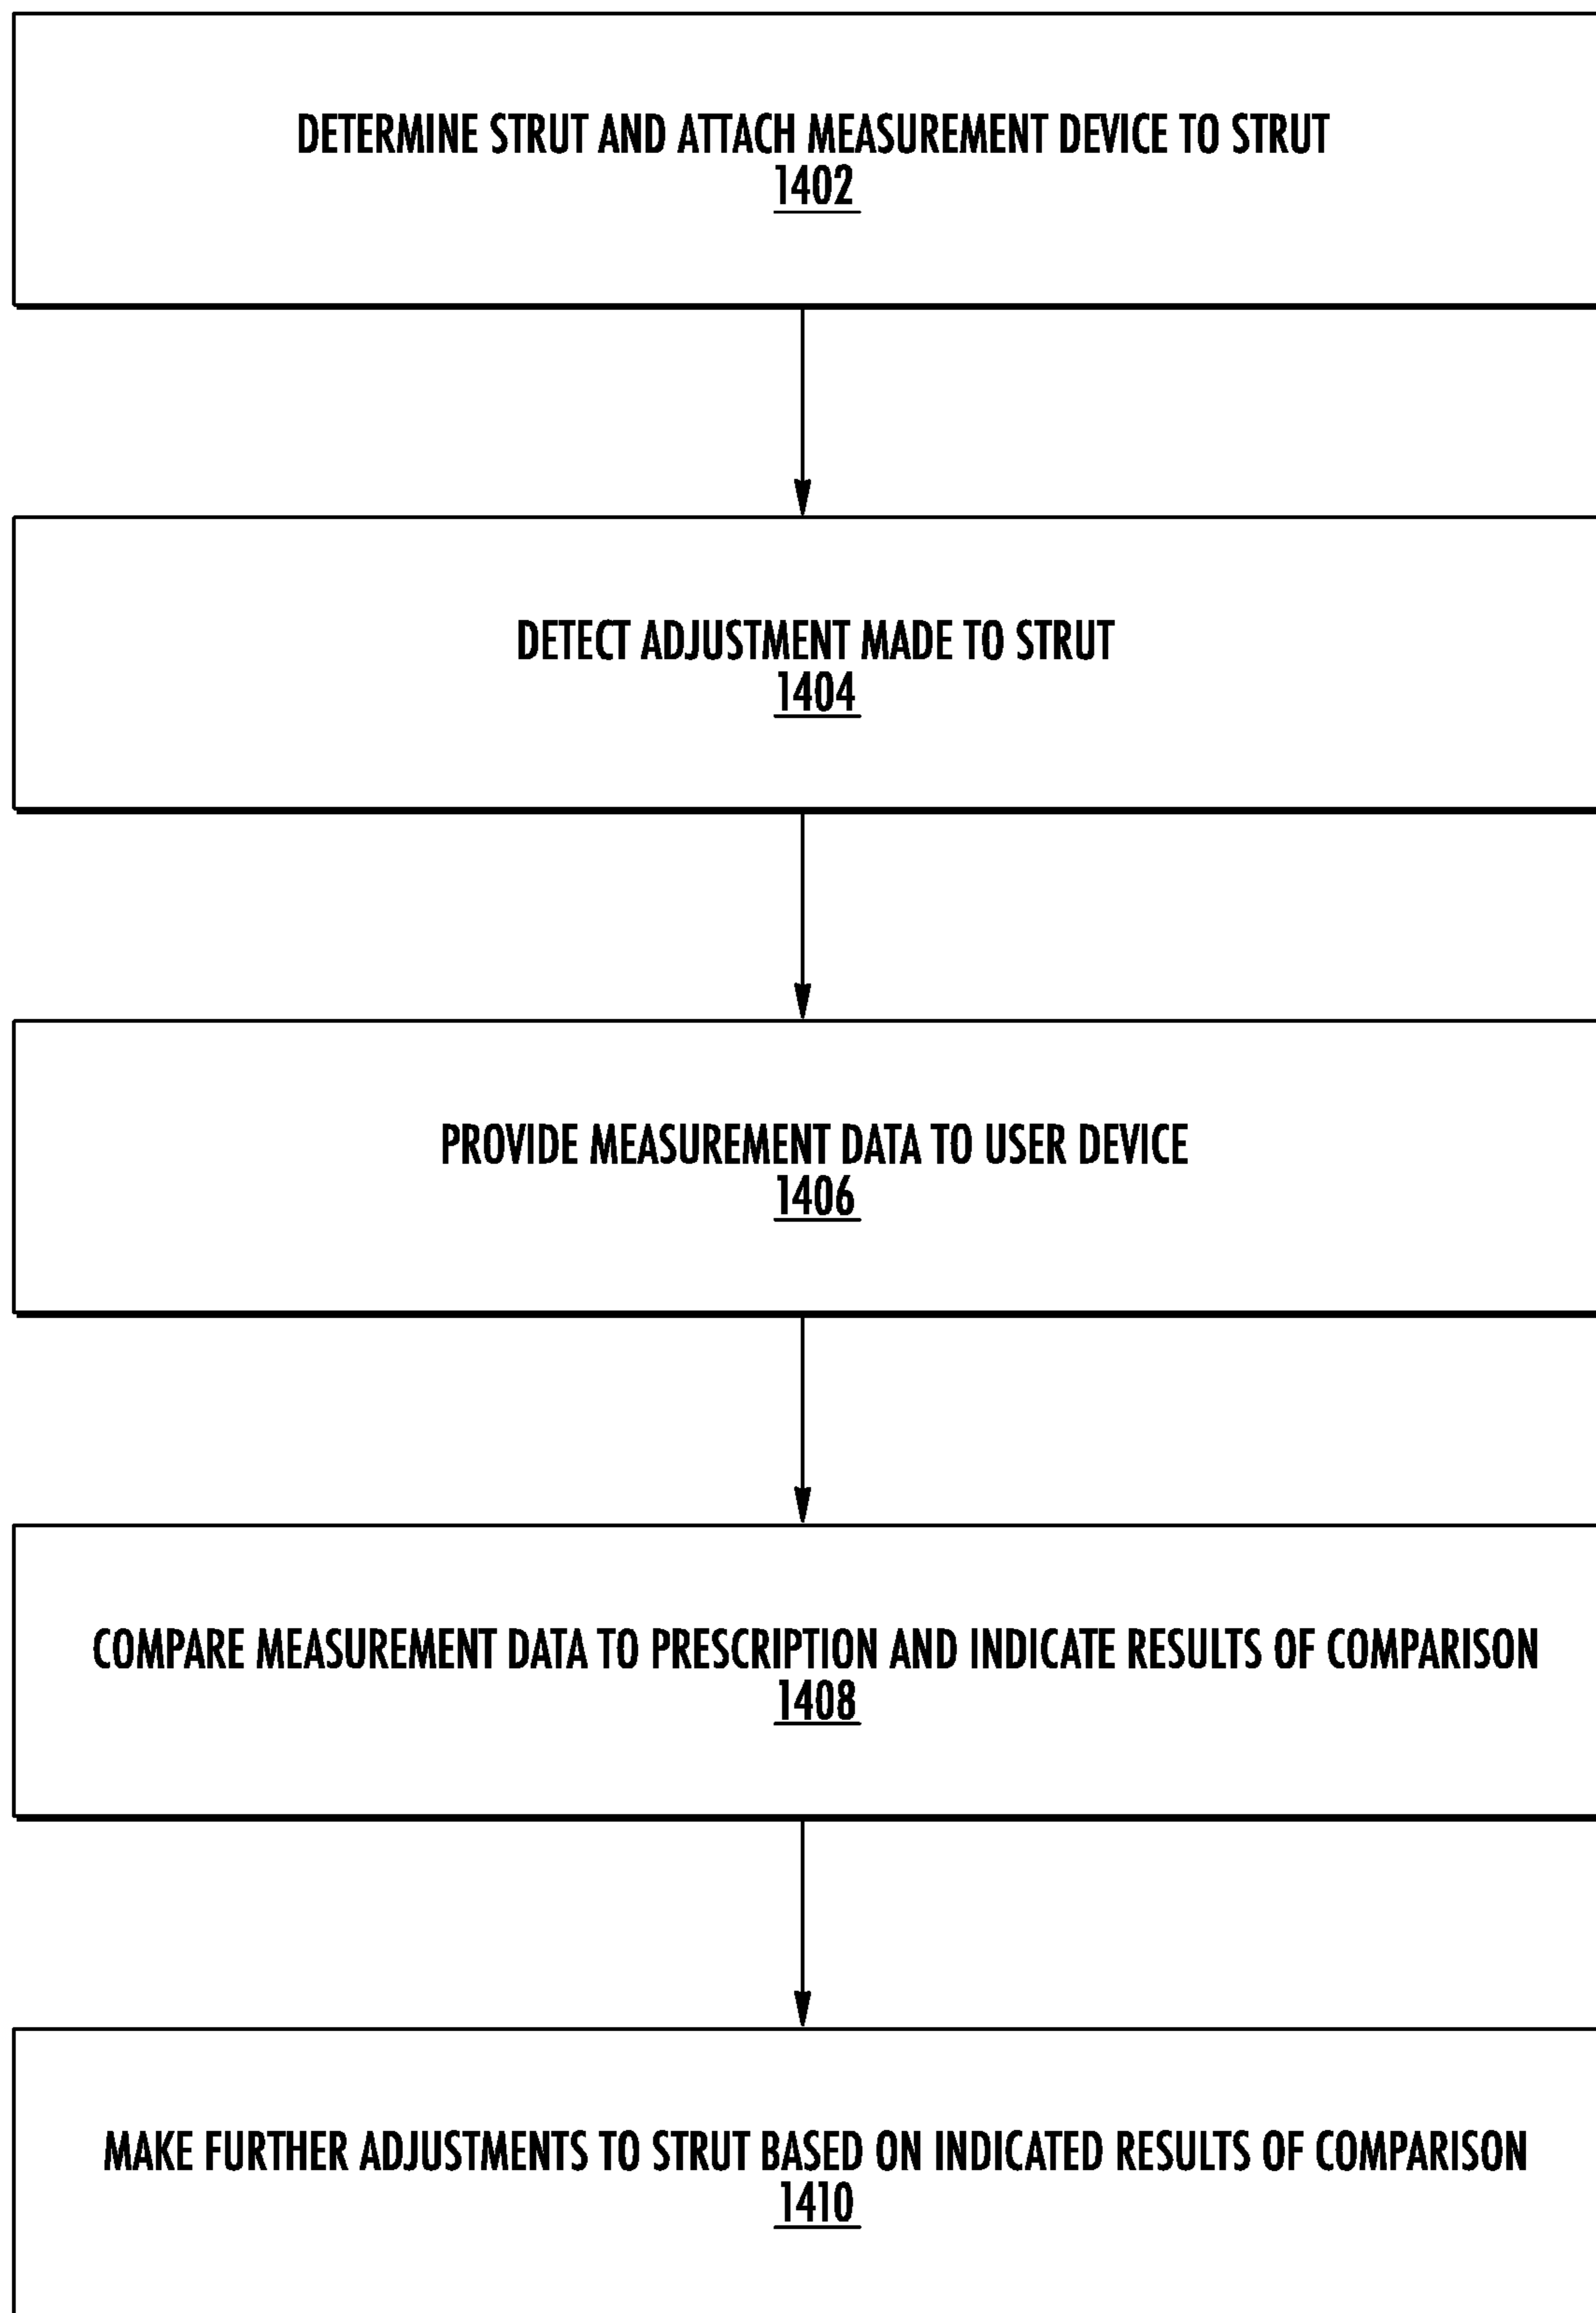 DETERMINE STRUT AND ATTACH MEASUREMENT DEVICE TO STRUT
1402
DETECT ADJUSTMENT MADE TO STRUT
1404
PROVIDE MEASUREMENT DATA TO USER DEVICE
1406
COMPARE MEASUREMENT DATA TO PRESCRIPTION AND INDICATE RESULTS OF COMPARISON
1408
MAKE FURTHER ADJUSTMENTS TO STRUT BASED ON INDICATED RESULTS OF COMPARISON
1410